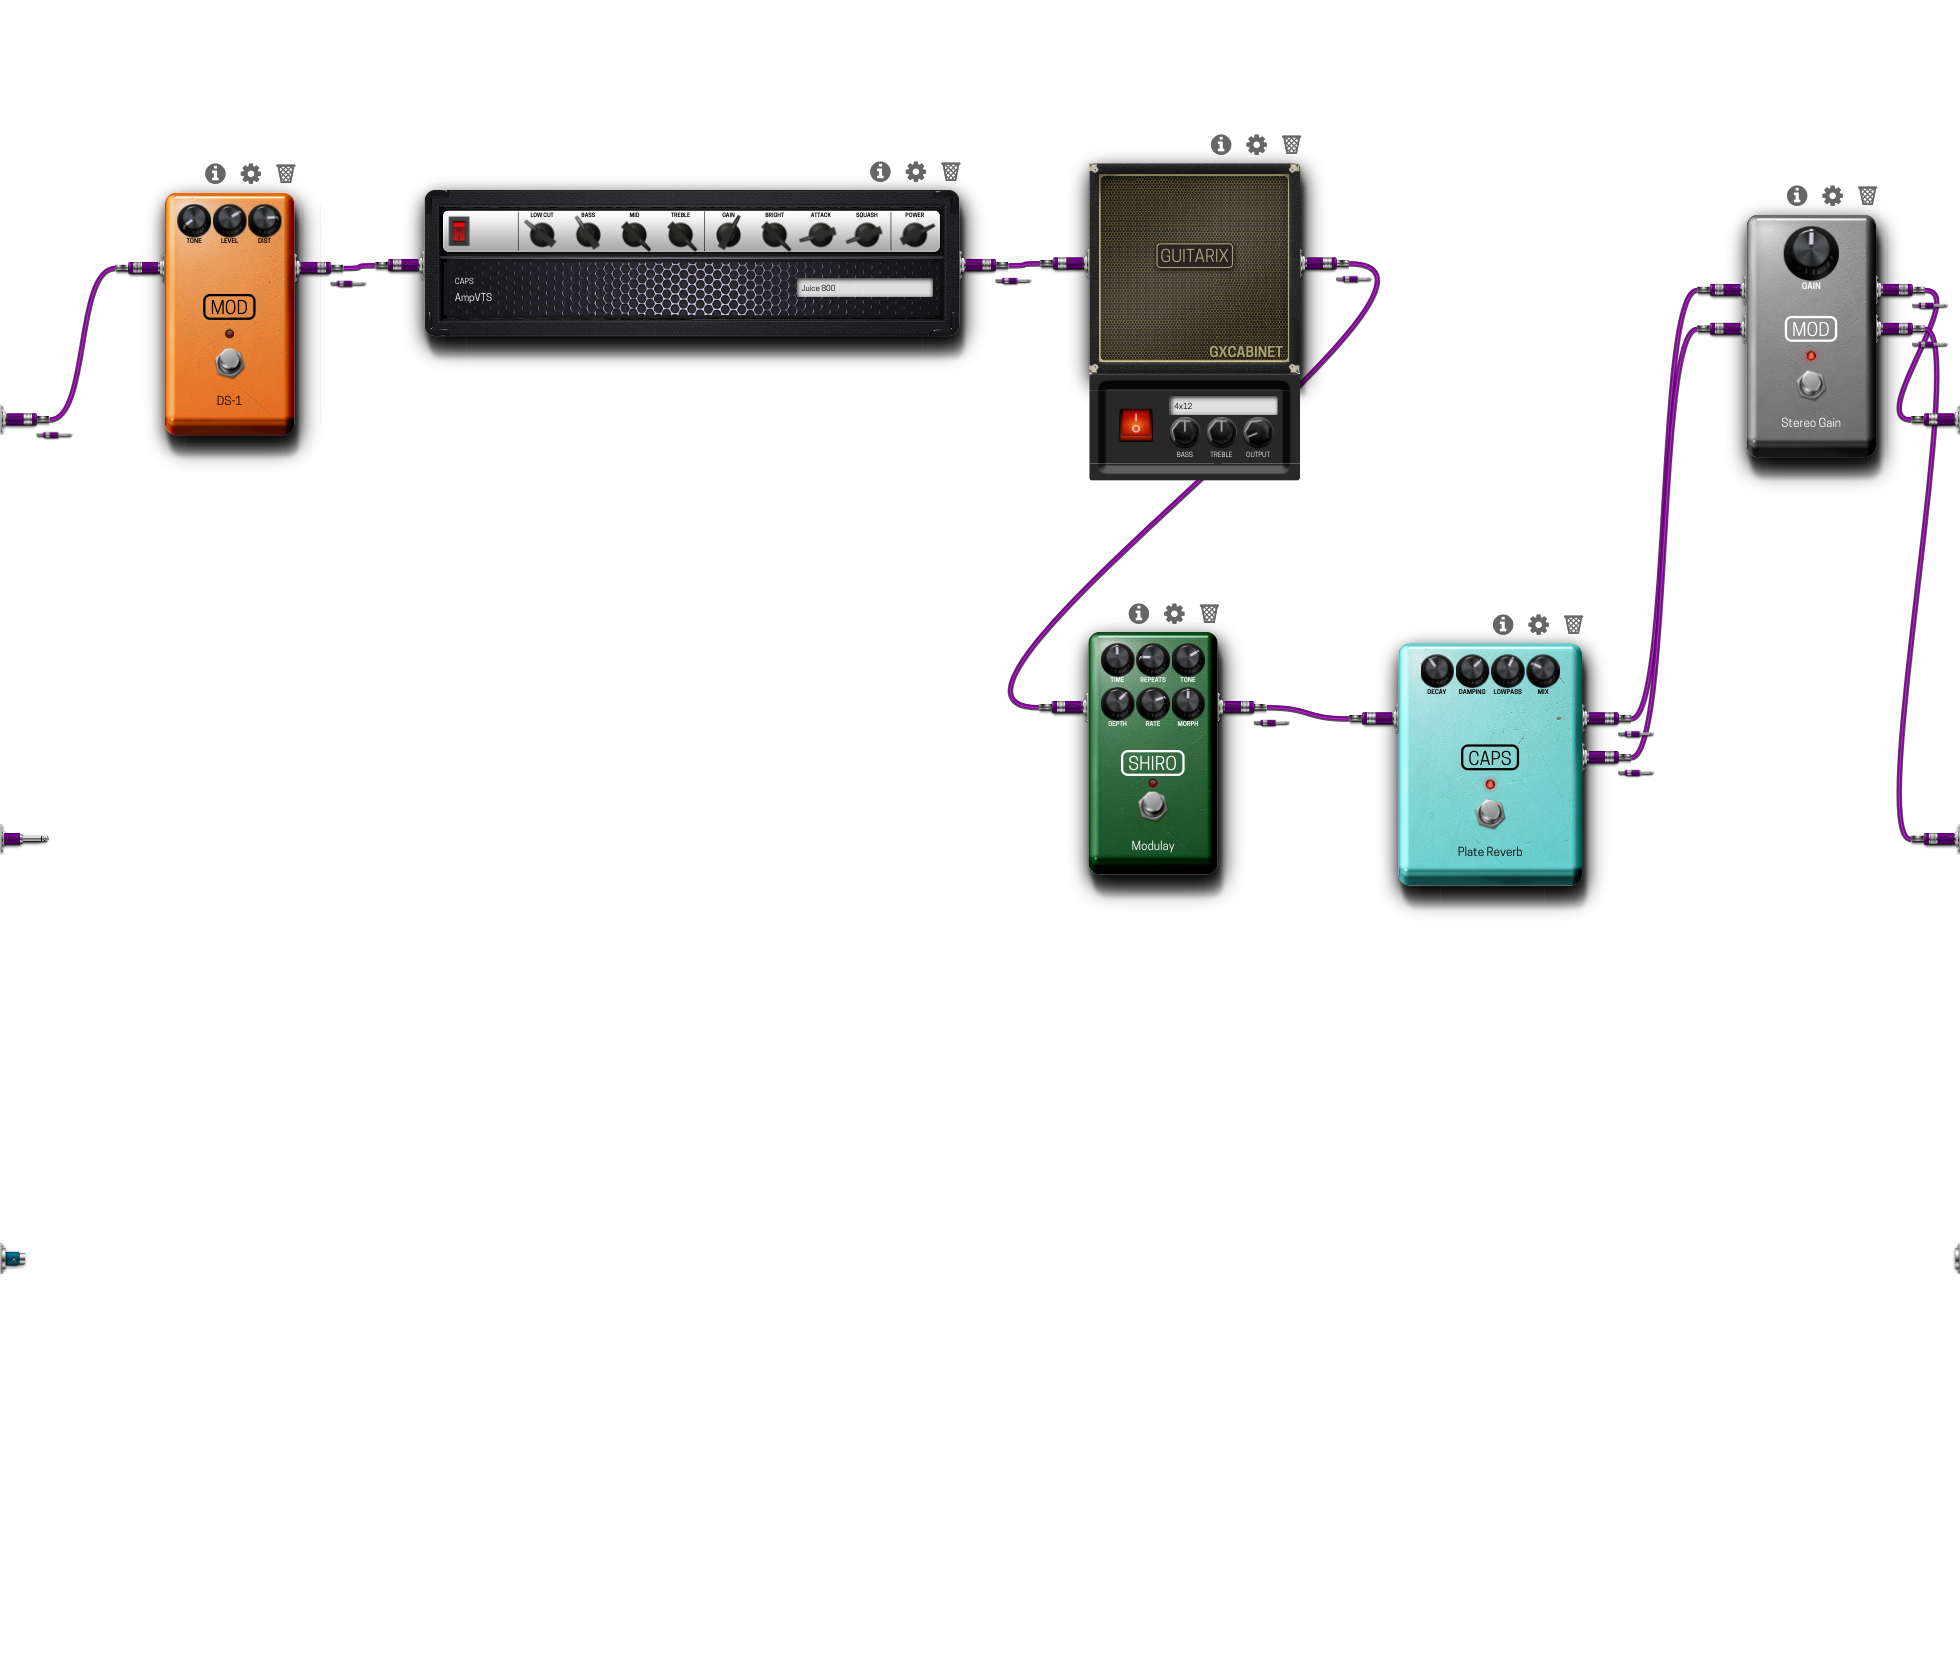 TONE LEVEL DIST
MOD
DS-1
LOW CUT BASS MID TREBLE GAIN BRIGHT ATTACK SQUASH POWER
CAPS
AmpVTS
Juice 800
GUITARIX
GXCABINET
4x12
BASS TREBLE OUTPUT
GAIN
MOD
Stereo Gain
TIME REPEATS TONE
DEPTH RATE MORPH
SHIRO
Modulay
DECAY DAMPING LOWPASS MIX
CAPS
Plate Reverb